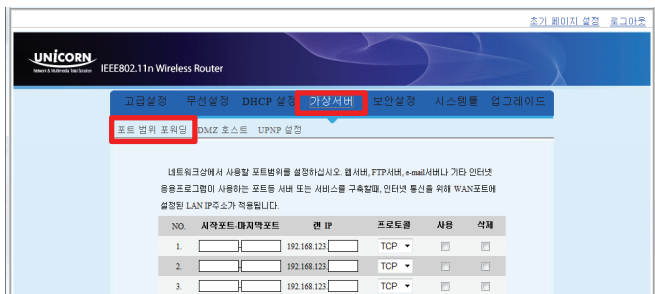 초기 페이지 설정 로그아웃
UNICORN
Network & Multimedia Total Solution IEEE802.11n Wireless Router
고급설정 무선설정 DHCP 설정 가상서버 보안설정 시스템툴 업그레이드
포트 범위 포워딩 DMZ 호스트 UPNP 설정
네트워크상에서 사용할 포트범위를 설정하십시오. 웹서버, FTP서버, e-mail서버나 기타 인터넷
응용프로그램이 사용하는 포트등 서버 또는 서비스를 구축할때, 인터넷 통신을 위해 WAN포트에
설정된 LAN IP주소가 적용됩니다.
NO. 시작포트-마지막포트 랜 IP 프로토콜 사용 삭제
1. - 192.168.123. TCP
2. - 192.168.123. TCP
3. - 192.168.123. TCP